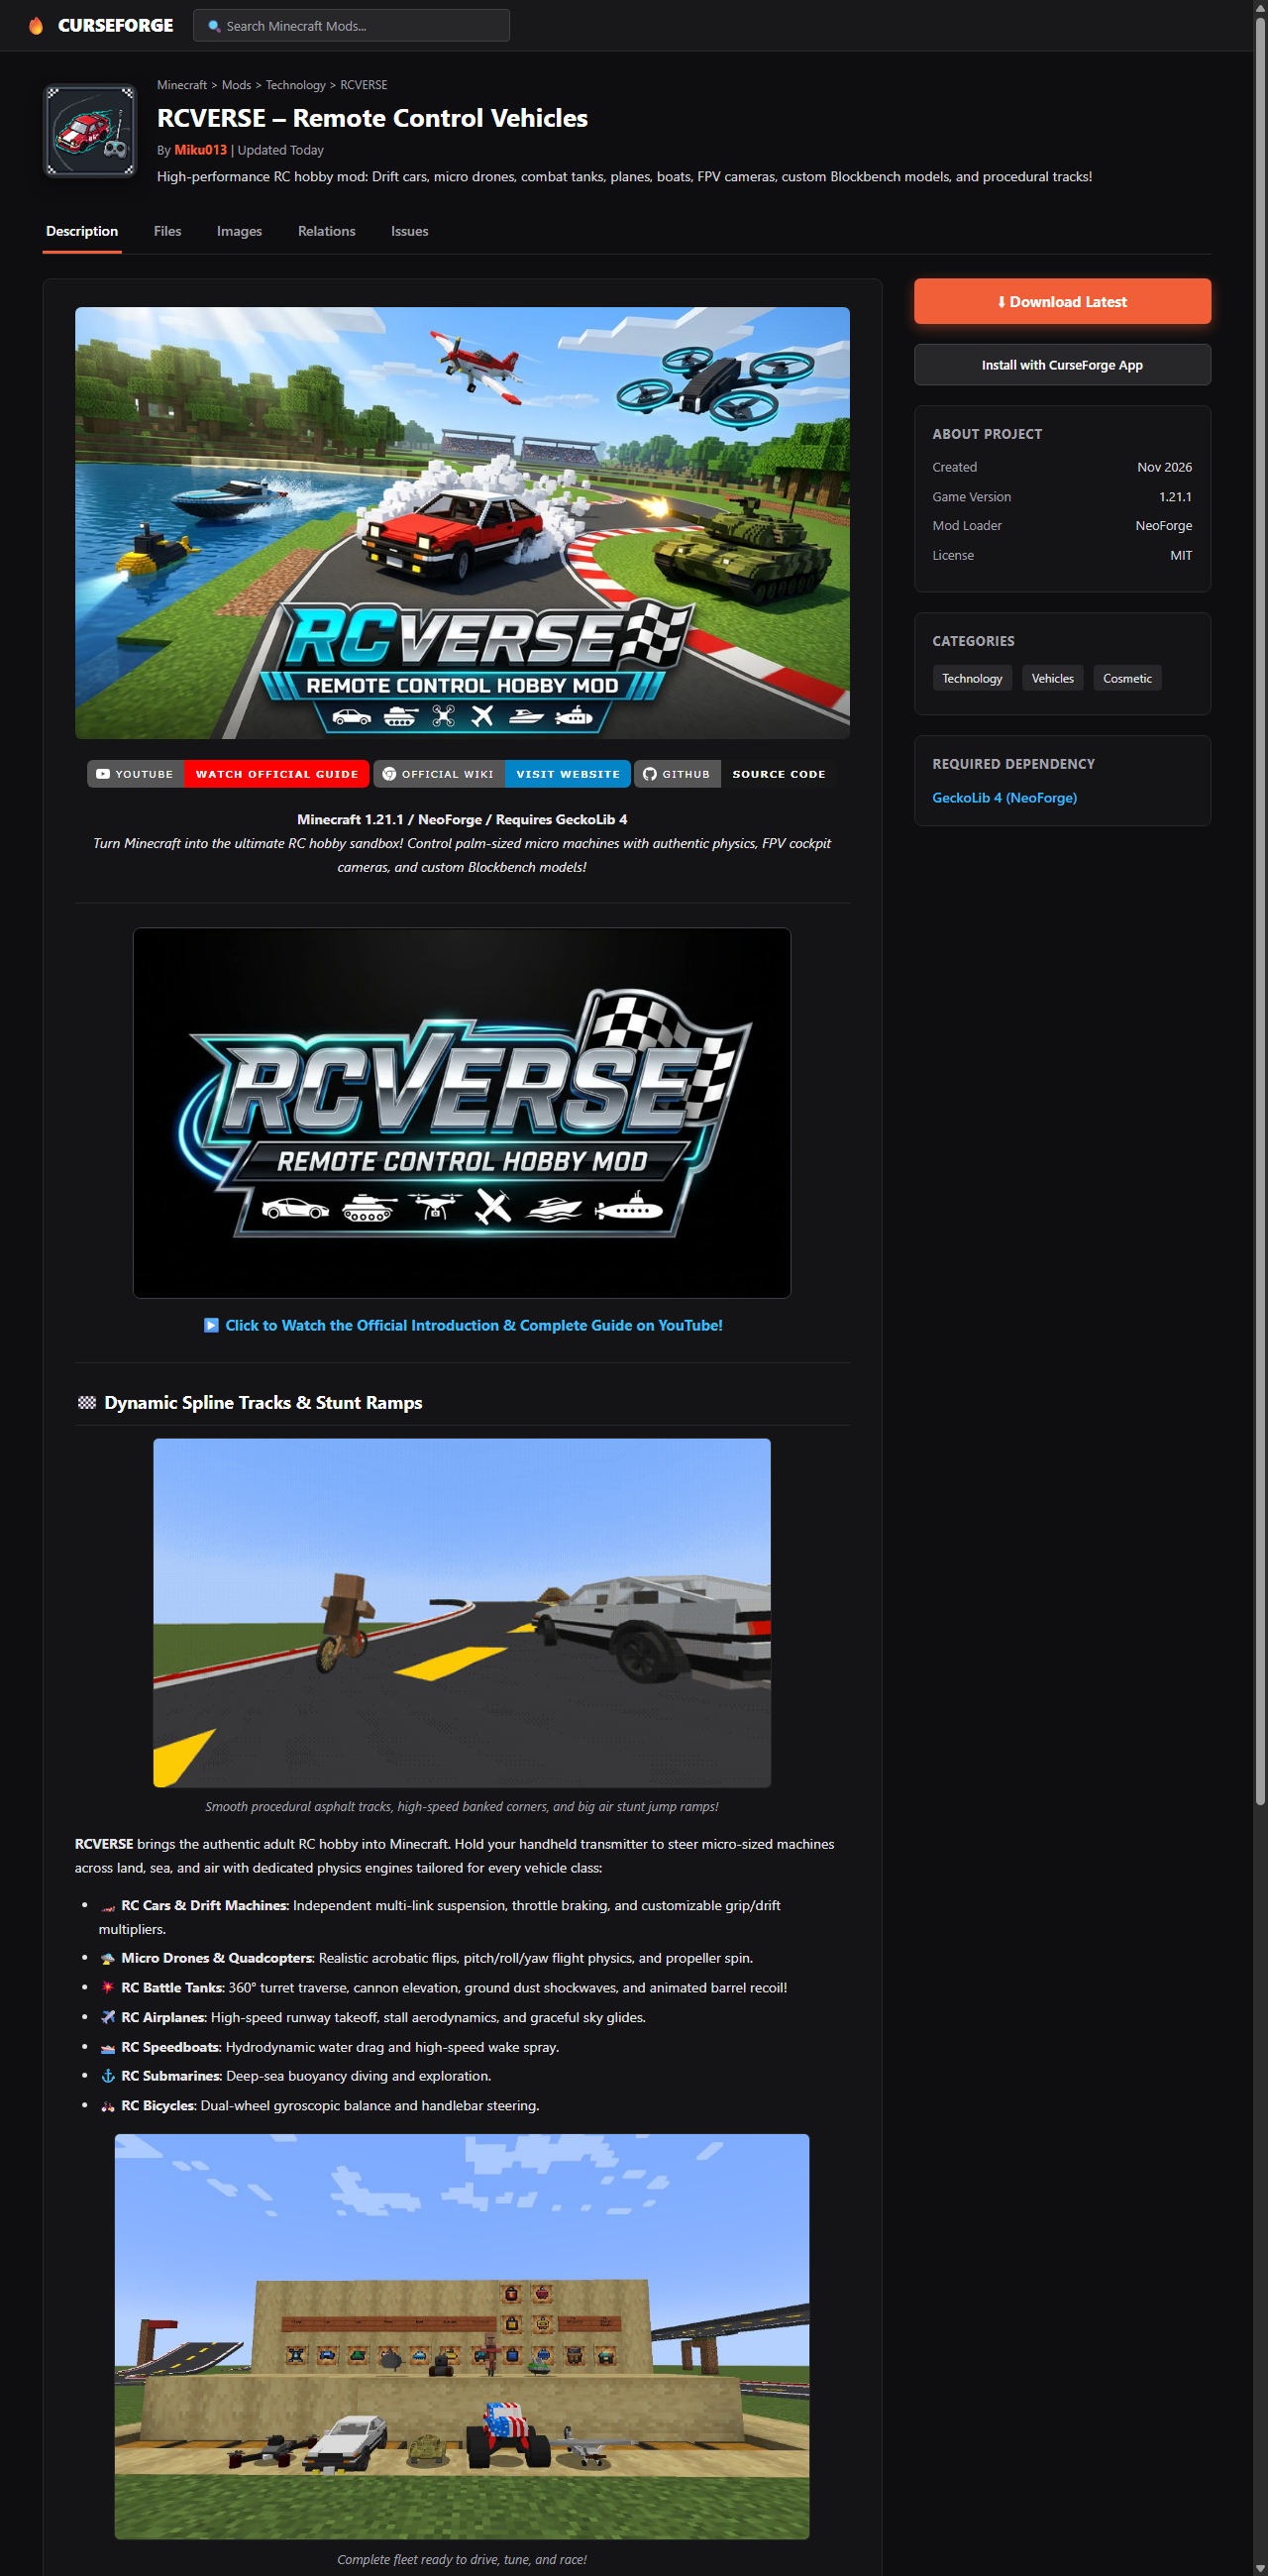 CURSEFORGE
Search Minecraft Mods...
Minecraft > Mods > Technology > RCVERSE
RCVERSE – Remote Control Vehicles
By Miku013 | Updated Today
High-performance RC hobby mod: Drift cars, micro drones, combat tanks, planes, boats, FPV cameras, custom Blockbench models, and procedural tracks!
Description Files Images Relations Issues
RCVERSE
REMOTE CONTROL HOBBY MOD
YOUTUBE WATCH OFFICIAL GUIDE OFFICIAL WIKI VISIT WEBSITE GITHUB SOURCE CODE
Minecraft 1.21.1 / NeoForge / Requires GeckoLib 4
Turn Minecraft into the ultimate RC hobby sandbox! Control palm-sized micro machines with authentic physics, FPV cockpit
cameras, and custom Blockbench models!
RCVERSE
REMOTE CONTROL HOBBY MOD
Click to Watch the Official Introduction & Complete Guide on YouTube!
Dynamic Spline Tracks & Stunt Ramps
Smooth procedural asphalt tracks, high-speed banked corners, and big air stunt jump ramps!
RCVERSE brings the authentic adult RC hobby into Minecraft. Hold your handheld transmitter to steer micro-sized machines
across land, sea, and air with dedicated physics engines tailored for every vehicle class:
RC Cars & Drift Machines: Independent multi-link suspension, throttle braking, and customizable grip/drift
multipliers.
Micro Drones & Quadcopters: Realistic acrobatic flips, pitch/roll/yaw flight physics, and propeller spin.
RC Battle Tanks: 360° turret traverse, cannon elevation, ground dust shockwaves, and animated barrel recoil!
RC Airplanes: High-speed runway takeoff, stall aerodynamics, and graceful sky glides.
RC Speedboats: Hydrodynamic water drag and high-speed wake spray.
RC Submarines: Deep-sea buoyancy diving and exploration.
RC Bicycles: Dual-wheel gyroscopic balance and handlebar steering.
Complete fleet ready to drive, tune, and race!
Download Latest
Install with CurseForge App
ABOUT PROJECT
Created Nov 2026
Game Version 1.21.1
Mod Loader NeoForge
License MIT
CATEGORIES
Technology Vehicles Cosmetic
REQUIRED DEPENDENCY
GeckoLib 4 (NeoForge)